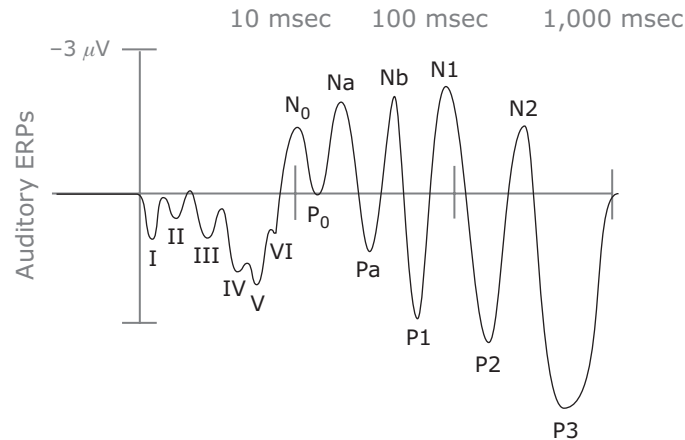 10 msec 100 msec 1,000 msec
−3 μV
Auditory ERPs
N0 Na Nb N1 N2
I II III IV V VI
P0 Pa P1 P2 P3